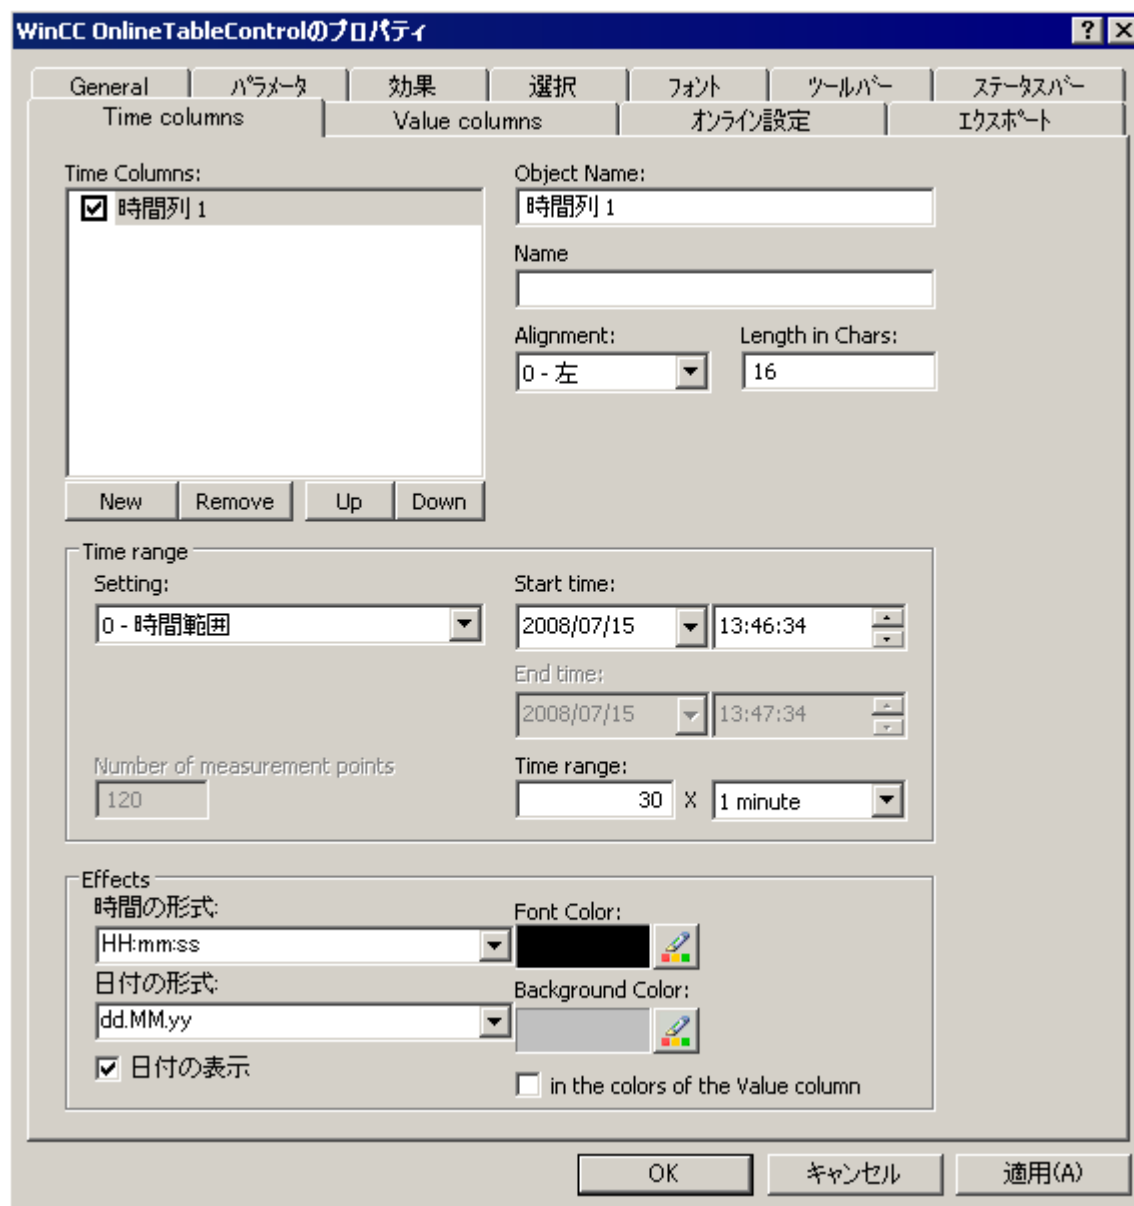 WinCC OnlineTableControlのプロパティ
General パラメータ 効果 選択 フォント ツールバー ステータスバー
Time columns Value columns オンライン設定 エクスポート
Time Columns: Object Name:
時間列 1 時間列 1
Name
Alignment: Length in Chars:
0 - 左 16
New Remove Up Down
Time range
Setting: Start time:
0 - 時間範囲 2008/07/15 13:46:34
End time:
2008/07/15 13:47:34
Number of measurement points Time range:
120 30 X 1 minute
Effects
時間の形式: Font Color:
HH:mm:ss
日付の形式: Background Color:
dd.MM.yy
日付の表示 in the colors of the Value column
OK キャンセル 適用(A)